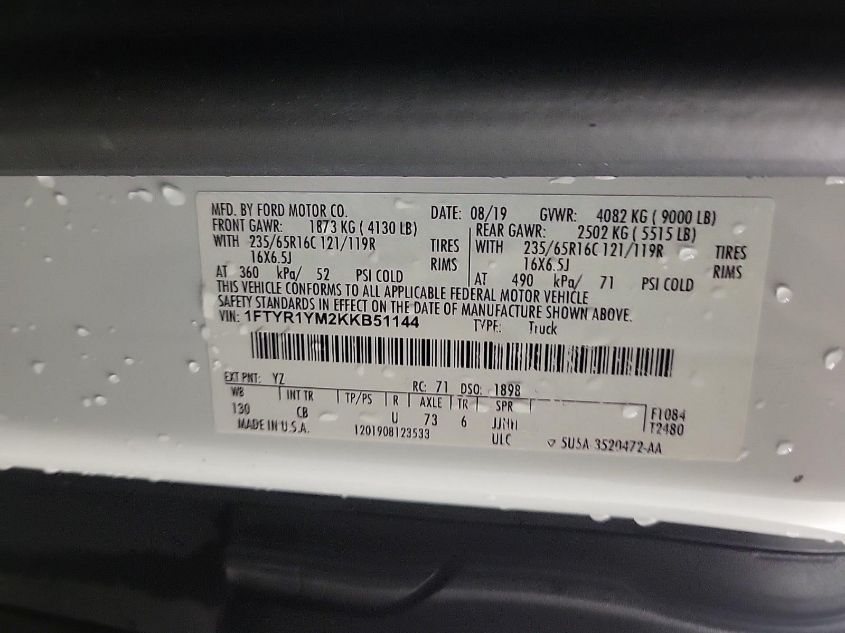 MFD. BY FORD MOTOR CO. DATE: 08/19 GVWR: 4082 KG ( 9000 LB)
FRONT GAWR: 1873 KG ( 4130 LB) REAR GAWR: 2502 KG ( 5515 LB)
WITH 235/65R16C 121/119R TIRES WITH 235/65R16C 121/119R TIRES
16X6.5J RIMS 16X6.5J RIMS
AT 360 kPa/ 52 PSI COLD AT 490 kPa/ 71 PSI COLD
THIS VEHICLE CONFORMS TO ALL APPLICABLE FEDERAL MOTOR VEHICLE
SAFETY STANDARDS IN EFFECT ON THE DATE OF MANUFACTURE SHOWN ABOVE.
VIN: 1FTYR1YM2KKB51144 TYPE: Truck
EXT PNT: YZ RC: 71 DSO: 1898
WB INT TR TP/PS R AXLE TR SPR F1084
130 CB U 73 6 JJNH T2480
MADE IN U.S.A. 1201908123533 ULC 5U5A 3520472-AA